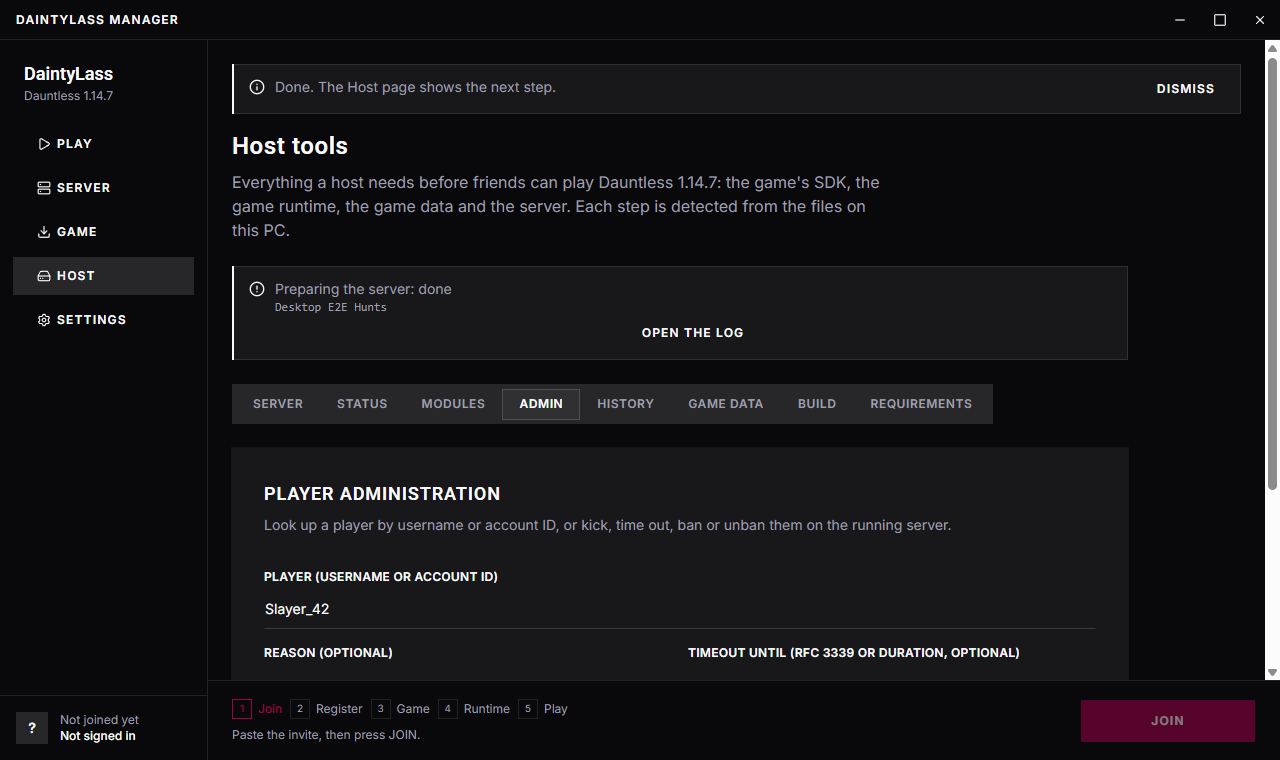 DAINTYLASS MANAGER
DaintyLass
Dauntless 1.14.7
PLAY
SERVER
GAME
HOST
SETTINGS
? Not joined yet
Not signed in
Done. The Host page shows the next step. DISMISS
Host tools
Everything a host needs before friends can play Dauntless 1.14.7: the game's SDK, the
game runtime, the game data and the server. Each step is detected from the files on
this PC.
Preparing the server: done
Desktop E2E Hunts
OPEN THE LOG
SERVER STATUS MODULES ADMIN HISTORY GAME DATA BUILD REQUIREMENTS
PLAYER ADMINISTRATION
Look up a player by username or account ID, or kick, time out, ban or unban them on the running server.
PLAYER (USERNAME OR ACCOUNT ID)
Slayer_42
REASON (OPTIONAL) TIMEOUT UNTIL (RFC 3339 OR DURATION, OPTIONAL)
1 Join 2 Register 3 Game 4 Runtime 5 Play
Paste the invite, then press JOIN.
JOIN